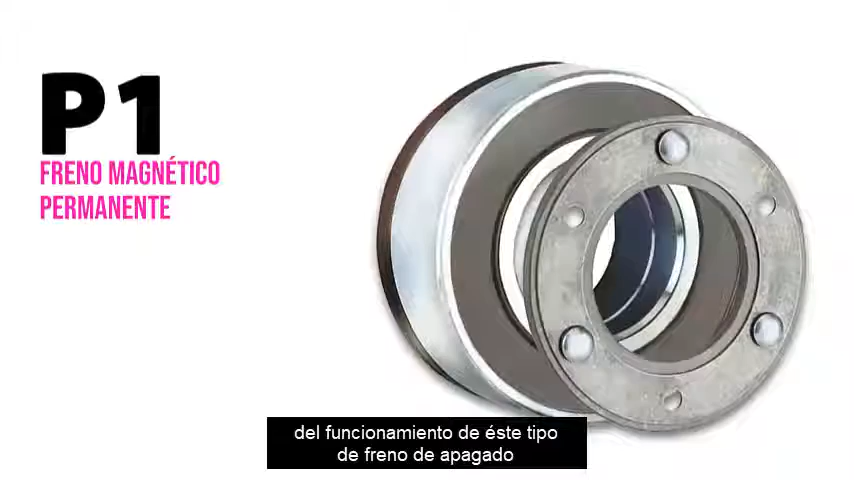 P1
FRENO MAGNÉTICO
PERMANENTE
del funcionamiento de éste tipo
de freno de apagado